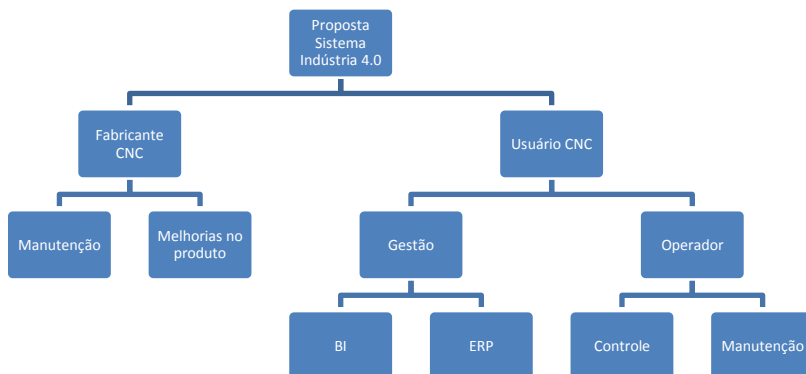 Proposta
Sistema
Indústria 4.0
Fabricante
CNC
Usuário CNC
Manutenção
Melhorias no
produto
Gestão
Operador
BI
ERP
Controle
Manutenção